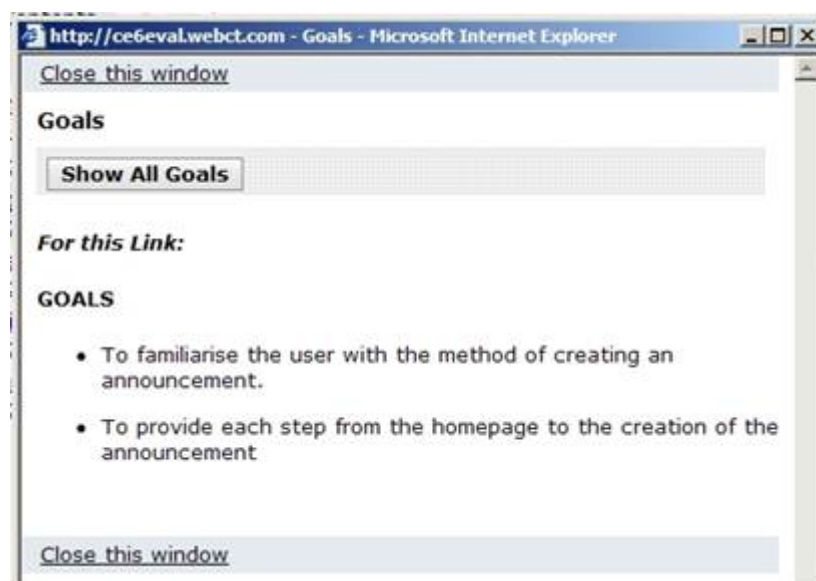 http://ce6eval.webct.com - Goals - Microsoft Internet Explorer
Close this window
Goals
Show All Goals
For this Link:
GOALS
• To familiarise the user with the method of creating an
announcement.
• To provide each step from the homepage to the creation of the
announcement
Close this window